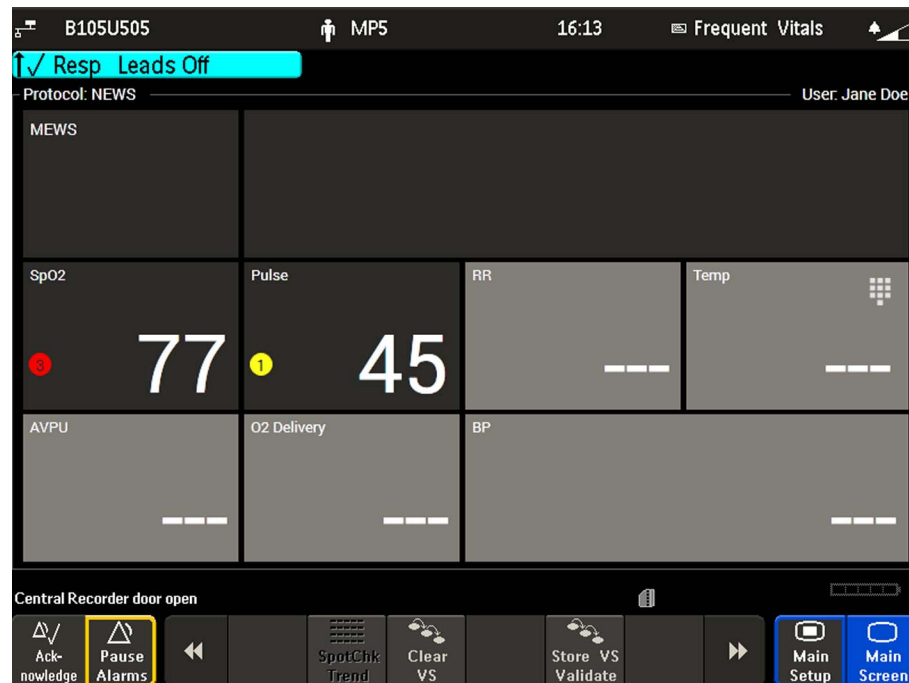 B105U505 MP5 16:13 Frequent Vitals
Resp Leads Off
Protocol: NEWS User: Jane Doe
MEWS
SpO2 Pulse RR Temp
3 77 1 45 --- ---
AVPU O2 Delivery BP
--- --- ---
Central Recorder door open
Ack-
nowledge
Pause
Alarms
SpotChk
Trend
Clear
VS
Store VS
Validate
Main
Setup
Main
Screen